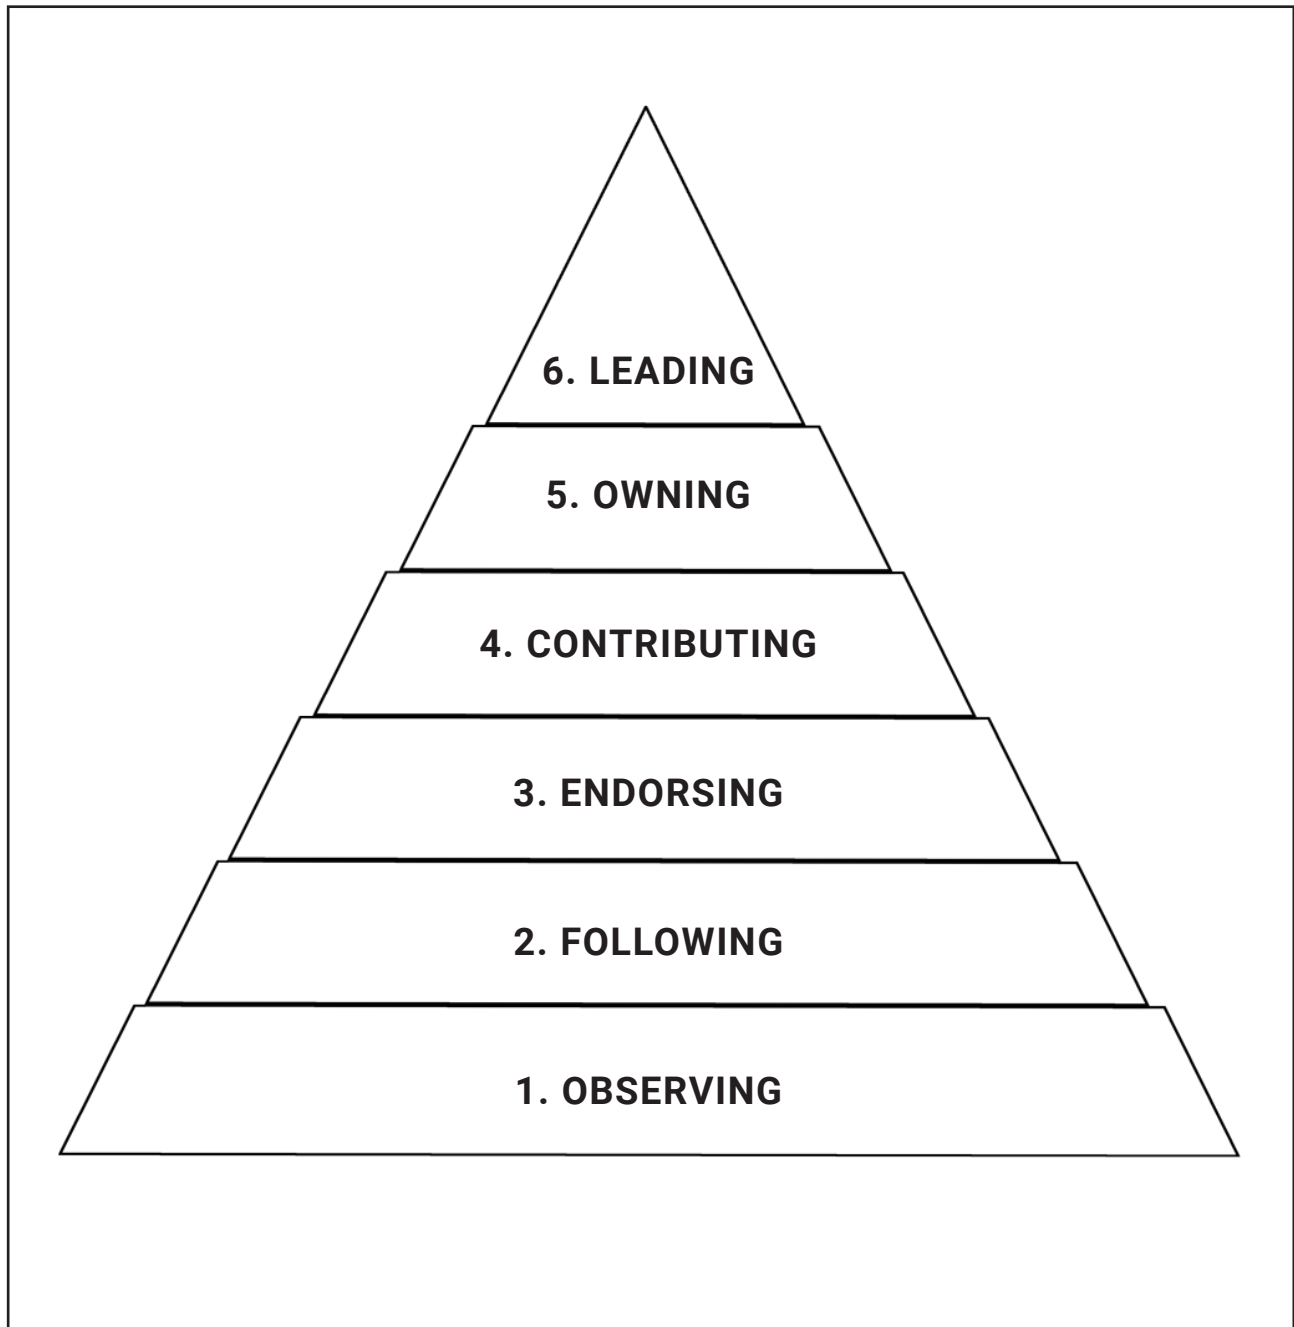 6. LEADING
5. OWNING
4. CONTRIBUTING
3. ENDORSING
2. FOLLOWING
1. OBSERVING